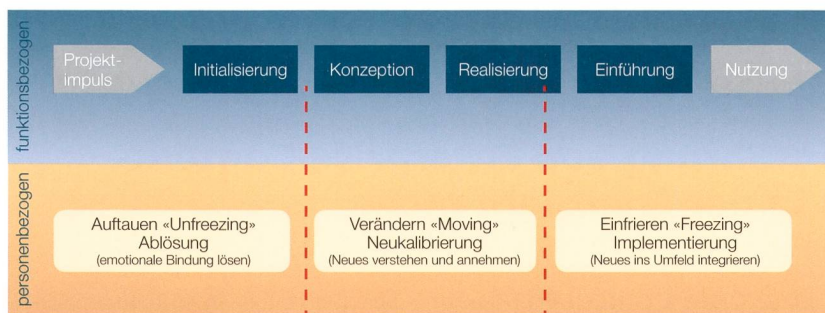 funktionsbezogen
Projekt-
impuls
Initialisierung
Konzeption
Realisierung
Einführung
Nutzung
personenbezogen
Auftauen «Unfreezing»
Ablösung
(emotionale Bindung lösen)
Verändern «Moving»
Neukalibrierung
(Neues verstehen und annehmen)
Einfrieren «Freezing»
Implementierung
(Neues ins Umfeld integrieren)